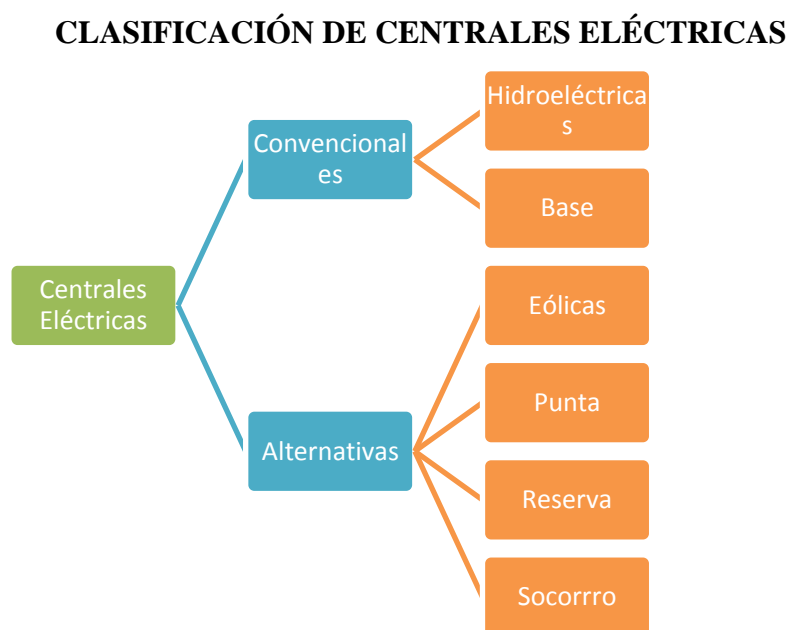 CLASIFICACIÓN DE CENTRALES ELÉCTRICAS
Hidroeléctrica
s
Convencional
es
Base
Centrales
Eléctricas
Eólicas
Punta
Alternativas
Reserva
Socorrro